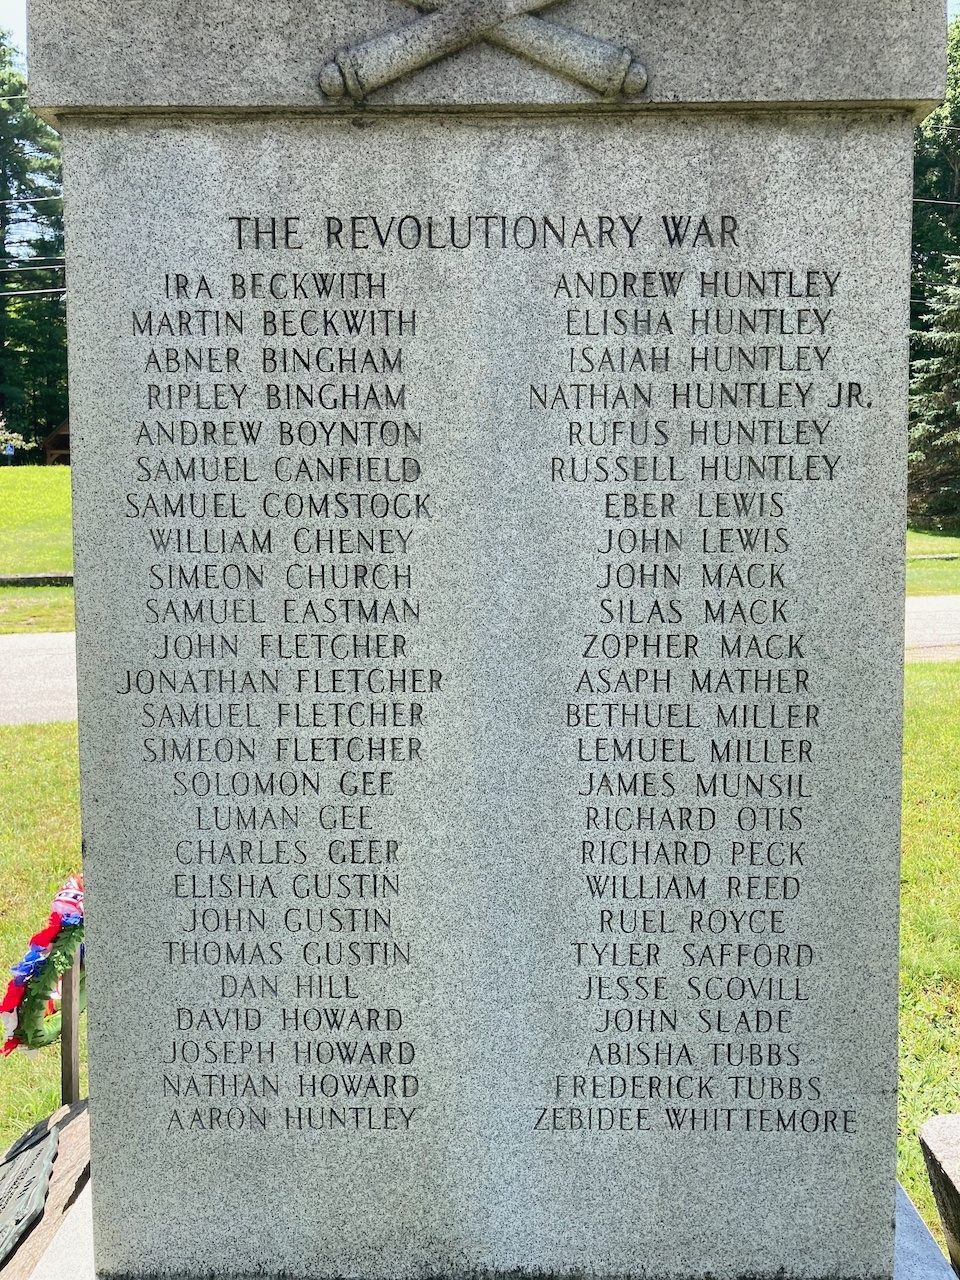 THE REVOLUTIONARY WAR
IRA BECKWITH
MARTIN BECKWITH
ABNER BINGHAM
RIPLEY BINGHAM
ANDREW BOYNTON
SAMUEL CANFIELD
SAMUEL COMSTOCK
WILLIAM CHENEY
SIMEON CHURCH
SAMUEL EASTMAN
JOHN FLETCHER
JONATHAN FLETCHER
SAMUEL FLETCHER
SIMEON FLETCHER
SOLOMON GEE
LUMAN GEE
CHARLES GEER
ELISHA GUSTIN
JOHN GUSTIN
THOMAS GUSTIN
DAN HILL
DAVID HOWARD
JOSEPH HOWARD
NATHAN HOWARD
AARON HUNTLEY
ANDREW HUNTLEY
ELISHA HUNTLEY
ISAIAH HUNTLEY
NATHAN HUNTLEY JR.
RUFUS HUNTLEY
RUSSELL HUNTLEY
EBER LEWIS
JOHN LEWIS
JOHN MACK
SILAS MACK
ZOPHER MACK
ASAPH MATHER
BETHUEL MILLER
LEMUEL MILLER
JAMES MUNSIL
RICHARD OTIS
RICHARD PECK
WILLIAM REED
RUEL ROYCE
TYLER SAFFORD
JESSE SCOVILL
JOHN SLADE
ABISHA TUBBS
FREDERICK TUBBS
ZEBIDEE WHITTEMORE